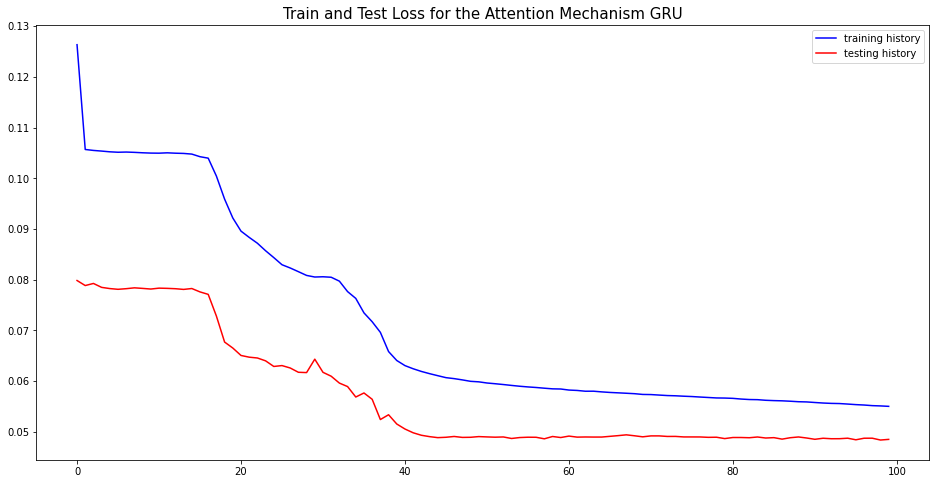 Train and Test Loss for the Attention Mechanism GRU
training history
testing history
0.13
0.12
0.11
0.10
0.09
0.08
0.07
0.06
0.05
0 20 40 60 80 100